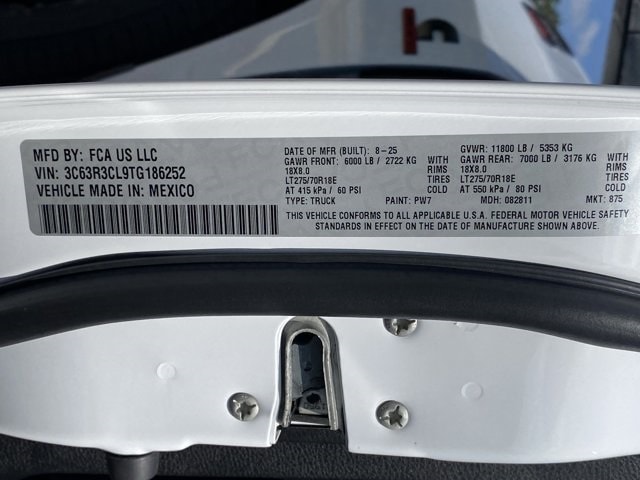 MFD BY: FCA US LLC
VIN: 3C63R3CL9TG186252
VEHICLE MADE IN: MEXICO
DATE OF MFR (BUILT): 8-25 GVWR: 11800 LB / 5353 KG
GAWR FRONT: 6000 LB / 2722 KG WITH GAWR REAR: 7000 LB / 3176 KG WITH
18X8.0 RIMS 18X8.0 RIMS
LT275/70R18E TIRES LT275/70R18E TIRES
AT 415 kPa / 60 PSI AT 550 kPa / 80 PSI
TYPE: TRUCK PAINT: PW7 MDH: 082811 MKT: 875
THIS VEHICLE CONFORMS TO ALL APPLICABLE U.S.A. FEDERAL MOTOR VEHICLE SAFETY
STANDARDS IN EFFECT ON THE DATE OF MANUFACTURE SHOWN ABOVE.